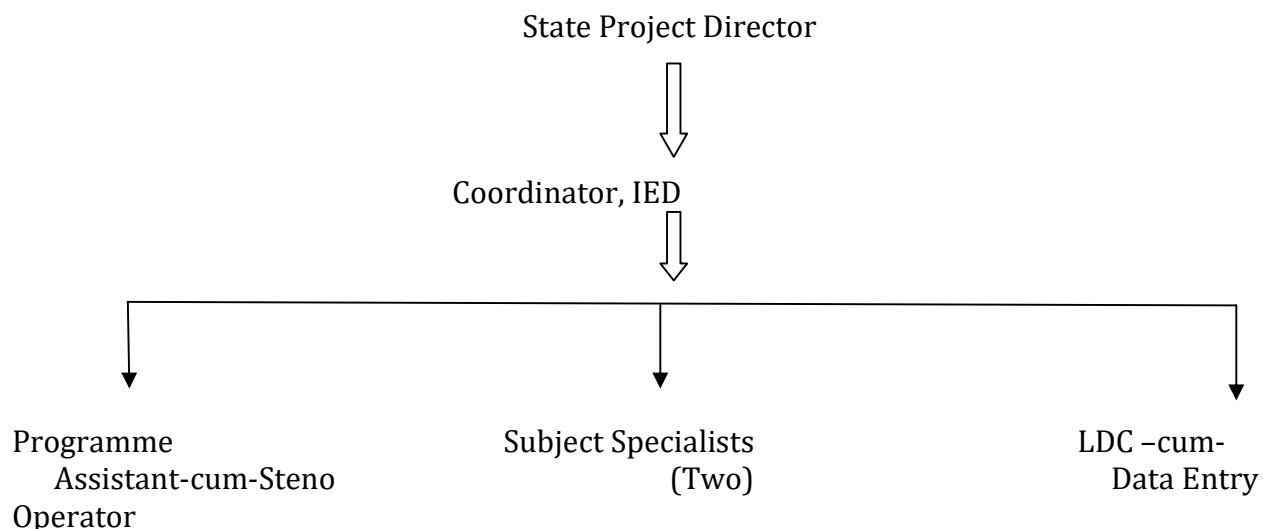 State Project Director
Coordinator, IED
Programme
Assistant-cum-Steno
Operator
Subject Specialists
(Two)
LDC –cum-
Data Entry